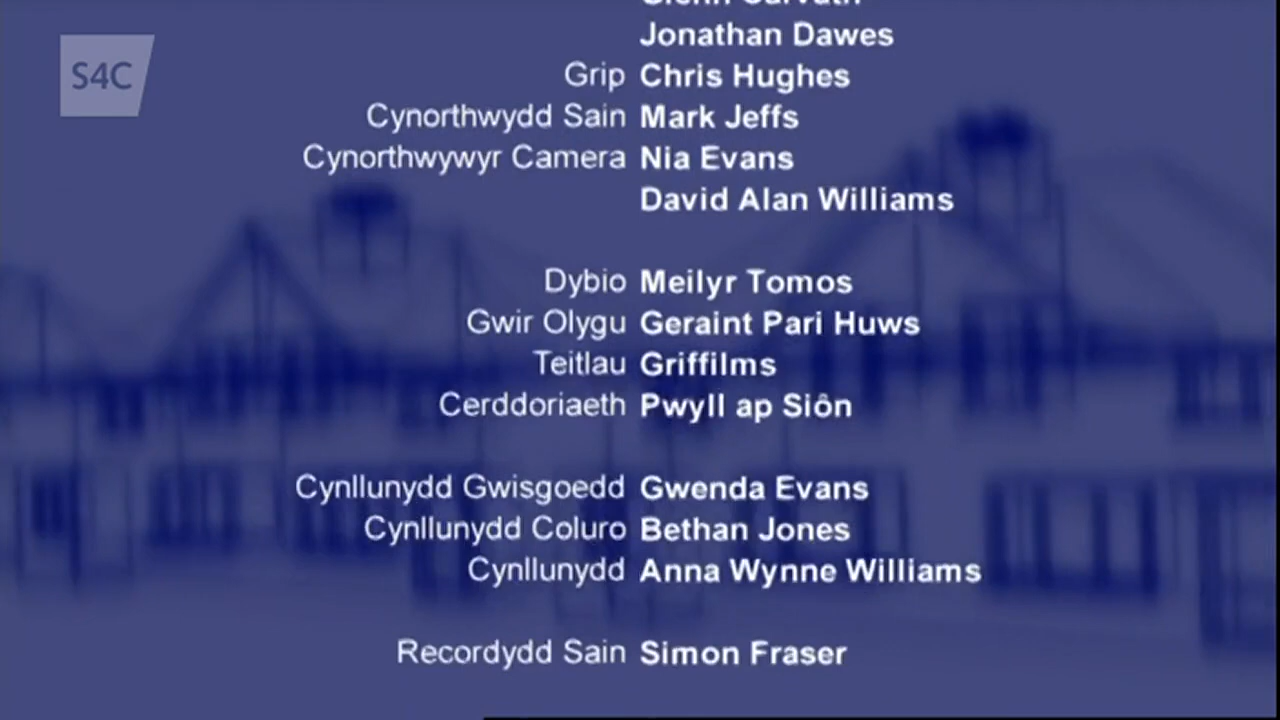 S4C
Jonathan Dawes
Grip Chris Hughes
Cynorthwydd Sain Mark Jeffs
Cynorthwywyr Camera Nia Evans
David Alan Williams
Dybio Meilyr Tomos
Gwir Olygu Geraint Pari Huws
Teitlau Griffilms
Cerddoriaeth Pwyll ap Siôn
Cynllunydd Gwisgoedd Gwenda Evans
Cynllunydd Coluro Bethan Jones
Cynllunydd Anna Wynne Williams
Recordydd Sain Simon Fraser